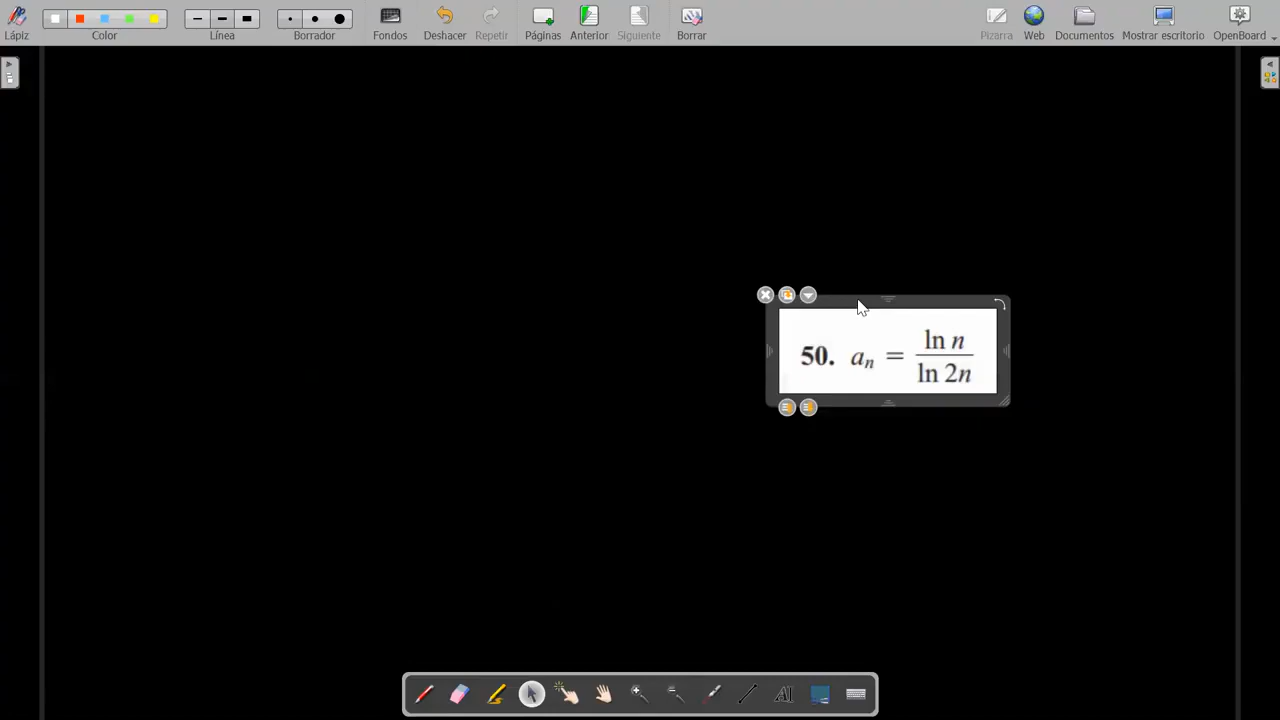 Lápiz
Color
Línea
Borrador
Fondos
Deshacer
Repetir
Páginas
Anterior
Siguiente
Borrar
Pizarra
Web
Documentos
Mostrar escritorio
OpenBoard
50. aₙ = ln n / ln 2n
AI